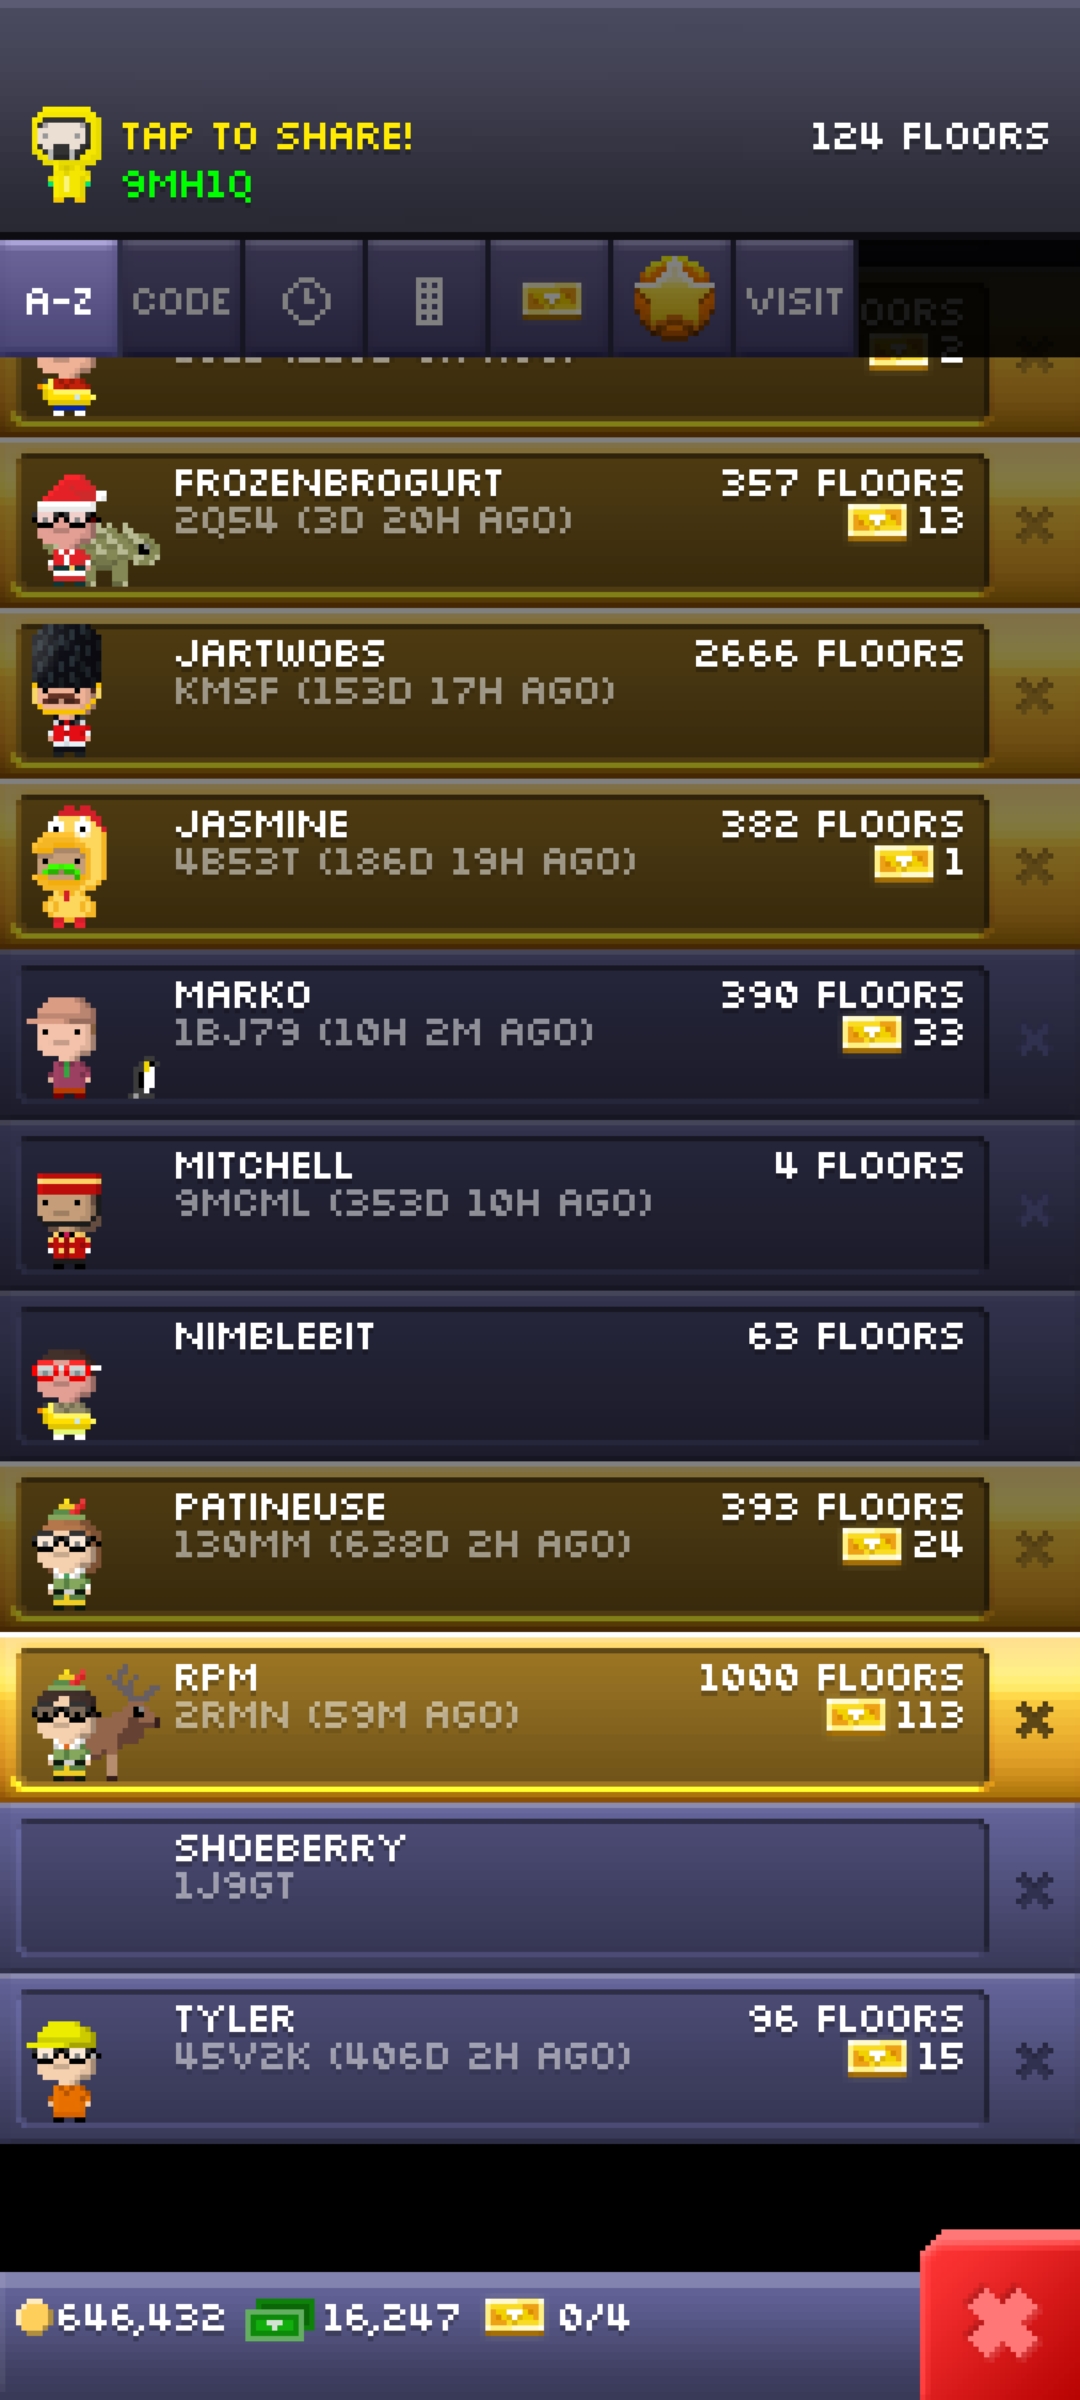 TAP TO SHARE!
124 FLOORS
9MH1Q
A-Z CODE VISIT
2
FROZENBROGURT 357 FLOORS
2Q54 (3D 20H AGO) 13
JARTWOBS 2666 FLOORS
KMSF (153D 17H AGO)
JASMINE 382 FLOORS
4B53T (186D 19H AGO) 1
MARKO 390 FLOORS
1BJ79 (10H 2M AGO) 33
MITCHELL 4 FLOORS
9MCML (353D 10H AGO)
NIMBLEBIT 63 FLOORS
PATINEUSE 393 FLOORS
130MM (638D 2H AGO) 24
RPM 1000 FLOORS
2RMN (59M AGO) 113
SHOEBERRY
1J9GT
TYLER 96 FLOORS
45V2K (406D 2H AGO) 15
646,432 16,247 0/4